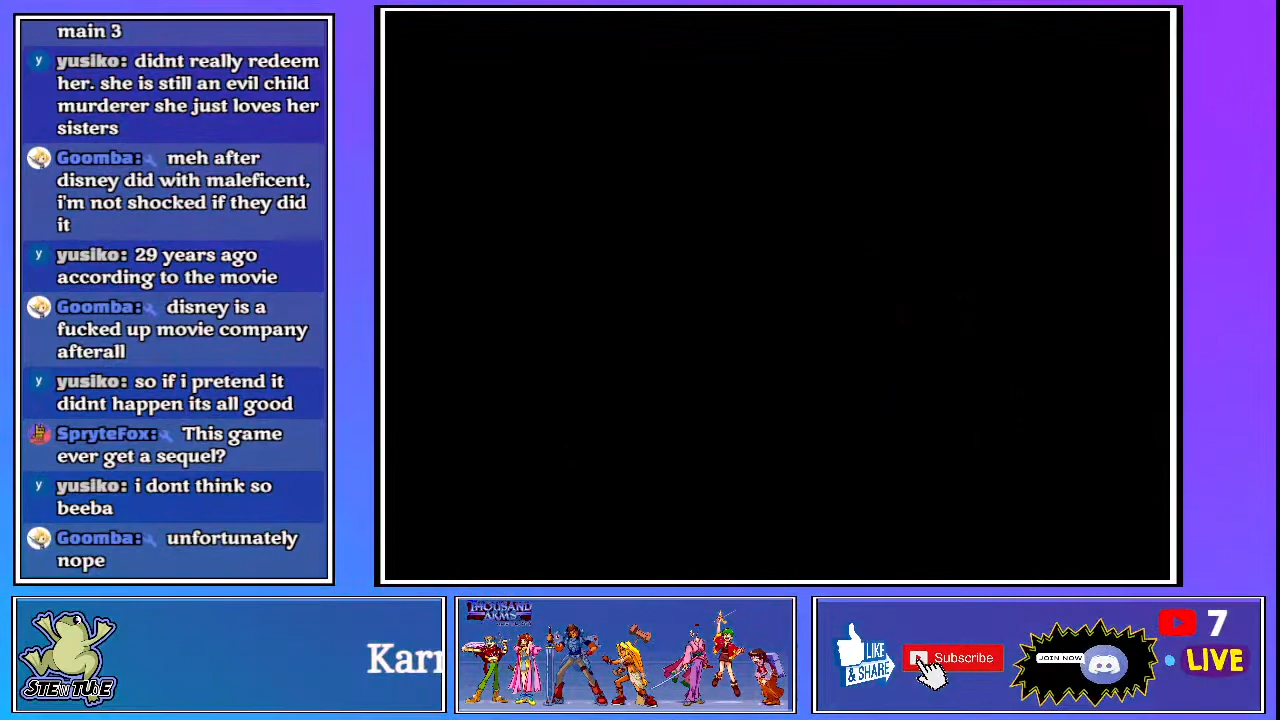 main 3
yusiko: didnt really redeem
her. she is still an evil child
murderer she just loves her
sisters
Goomba: meh after
disney did with maleficent,
i'm not shocked if they did
it
yusiko: 29 years ago
according to the movie
Goomba: disney is a
fucked up movie company
afterall
yusiko: so if i pretend it
didnt happen its all good
SpryteFox: This game
ever get a sequel?
yusiko: i dont think so
beeba
Goomba: unfortunately
nope
STEW TUBE
THOUSAND
ARMS
LIKE
& SHARE
Subscribe
JOIN NOW
7
LIVE